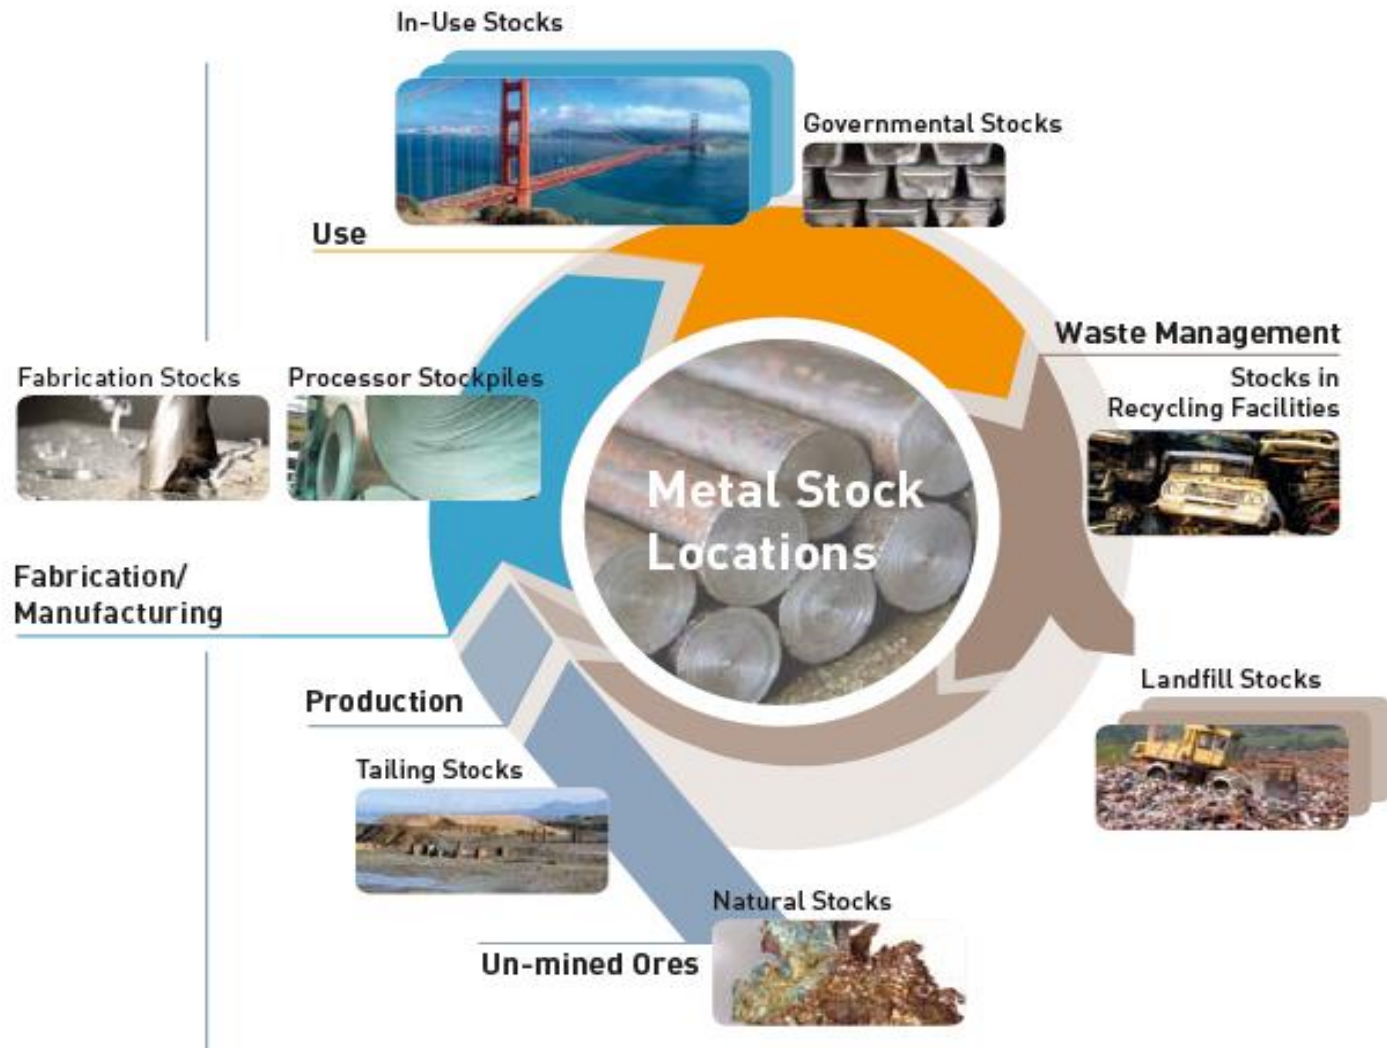 In-Use Stocks
Governmental Stocks
Use
Waste Management
Stocks in
Recycling Facilities
Fabrication Stocks
Processor Stockpiles
Metal Stock
Locations
Fabrication/
Manufacturing
Production
Landfill Stocks
Tailing Stocks
Natural Stocks
Un-mined Ores